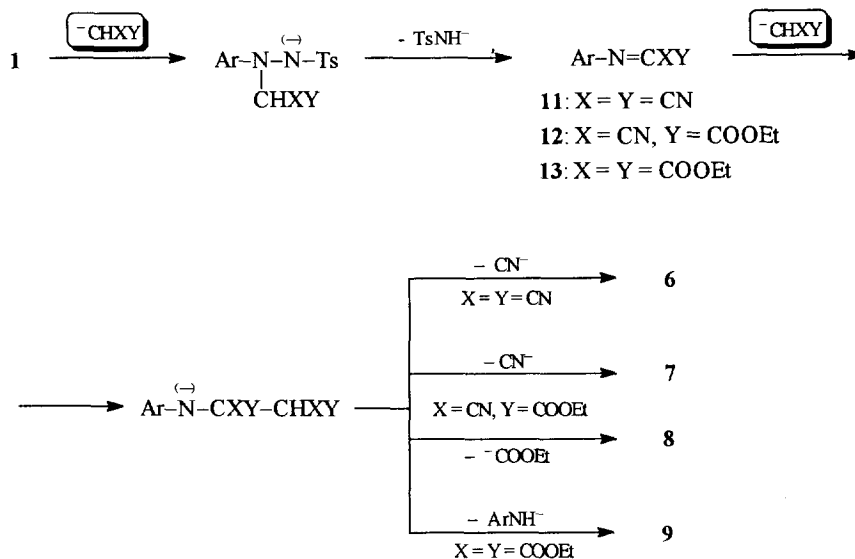 ⁻CHXY
⁻CHXY
1
Ar–N–N–Ts
(–)
CHXY
- TsNH⁻
Ar–N=CXY
11: X = Y = CN
12: X = CN, Y = COOEt
13: X = Y = COOEt
– CN⁻
X = Y = CN
6
– CN⁻
7
(–)
Ar–N–CXY–CHXY
X = CN, Y = COOEt
– ⁻COOEt
8
– ArNH⁻
X = Y = COOEt
9